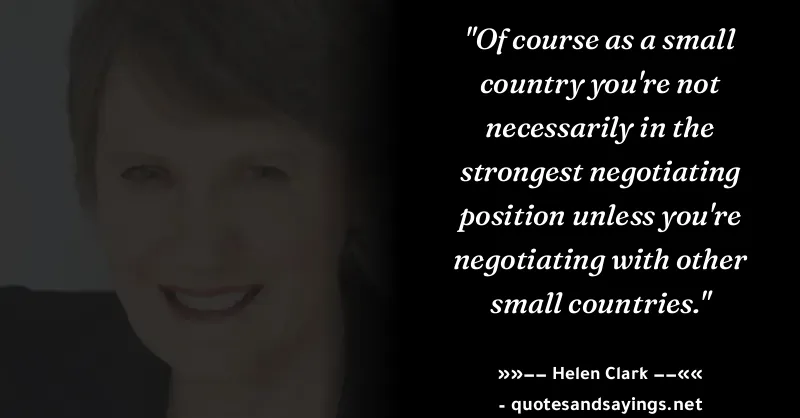 "Of course as a small
country you're not
necessarily in the
strongest negotiating
position unless you're
negotiating with other
small countries."
»»−− Helen Clark −−««
- quotesandsayings.net